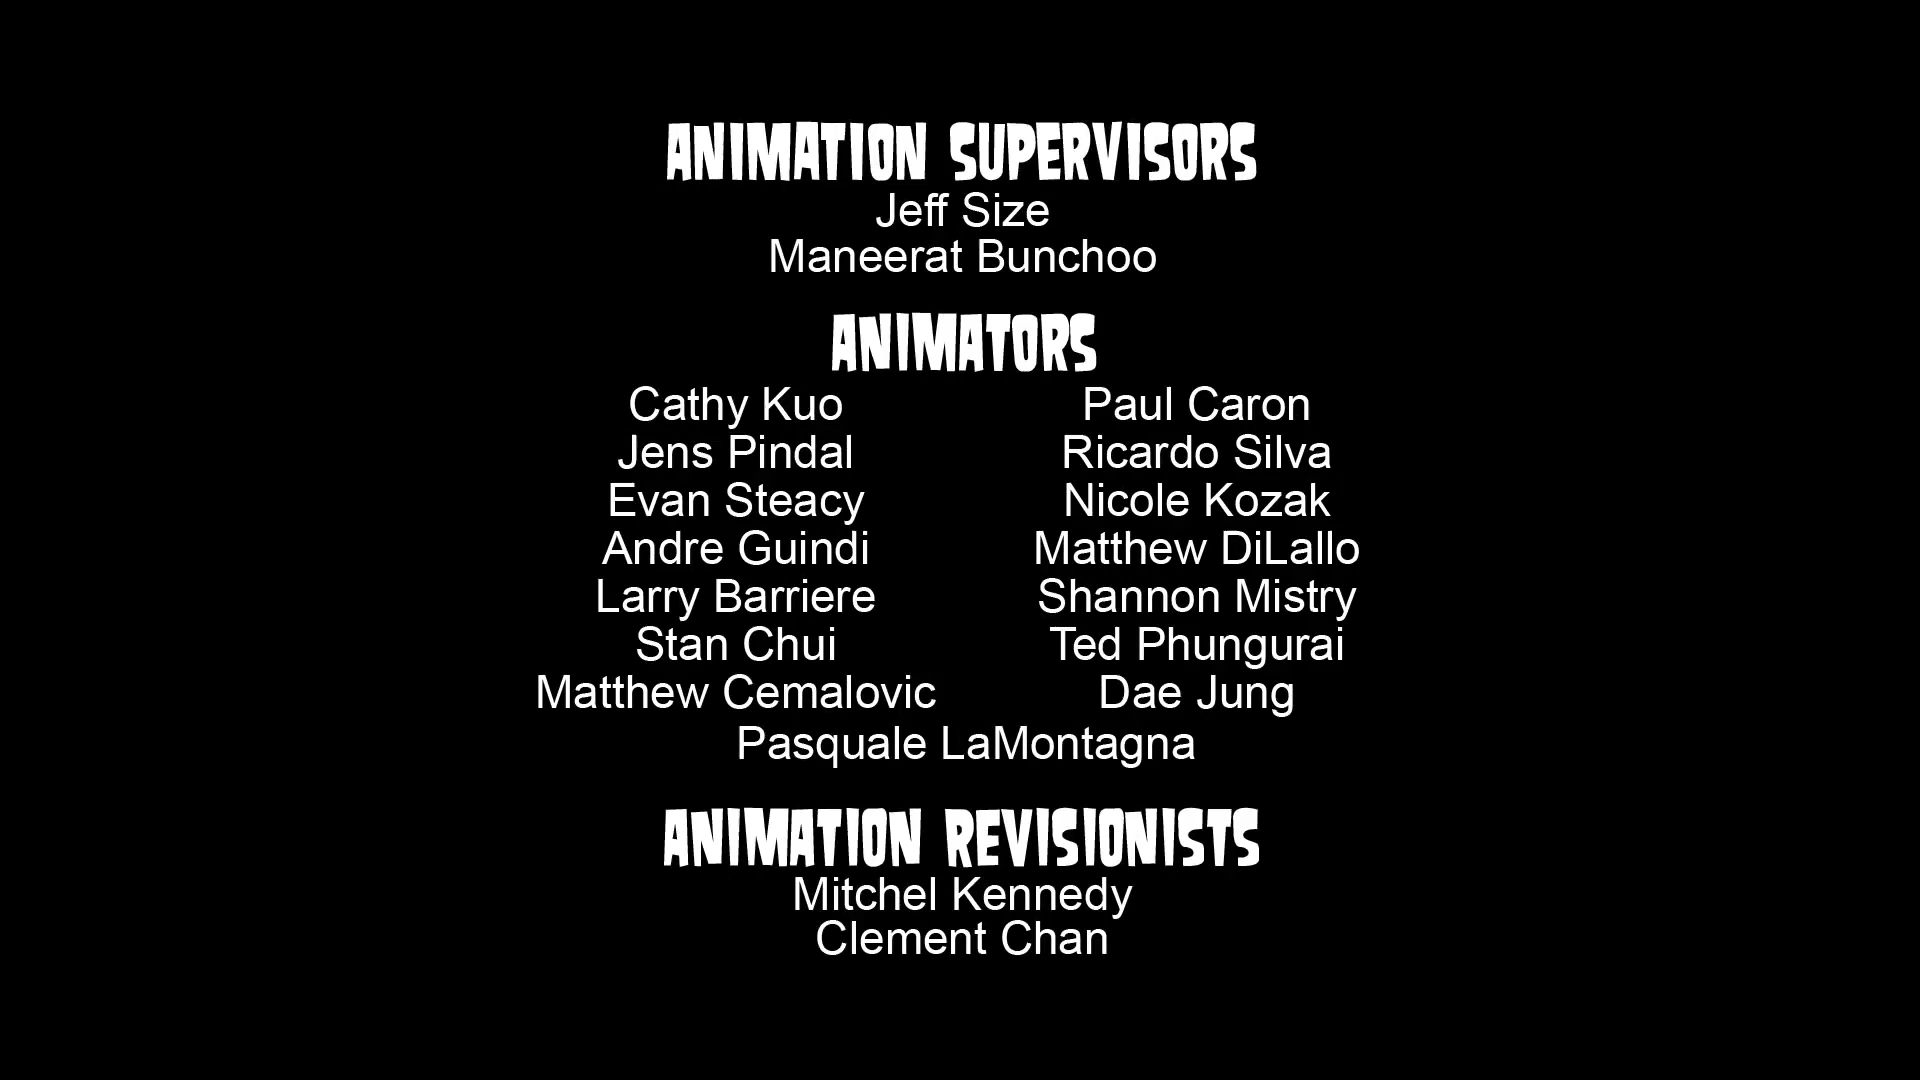 ANIMATION SUPERVISORS
Jeff Size
Maneerat Bunchoo
ANIMATORS
Cathy Kuo
Jens Pindal
Evan Steacy
Andre Guindi
Larry Barriere
Stan Chui
Matthew Cemalovic
Paul Caron
Ricardo Silva
Nicole Kozak
Matthew DiLallo
Shannon Mistry
Ted Phungurai
Dae Jung
Pasquale LaMontagna
ANIMATION REVISIONISTS
Mitchel Kennedy
Clement Chan